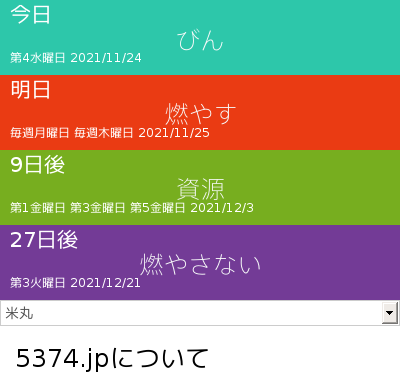 今日
びん
第4水曜日 2021/11/24
明日
燃やす
毎週月曜日 毎週木曜日 2021/11/25
9日後
資源
第1金曜日 第3金曜日 第5金曜日 2021/12/3
27日後
燃やさない
第3火曜日 2021/12/21
米丸
5374.jpについて